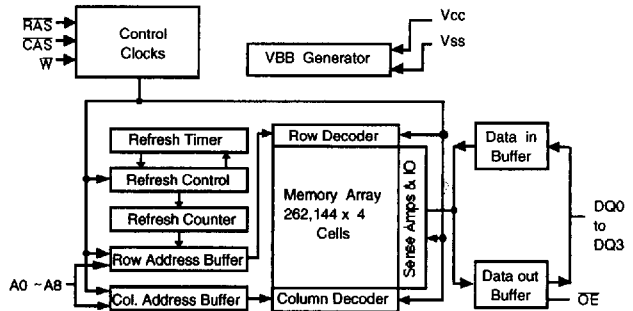 RAS
CAS
W
Control
Clocks
VBB Generator
Vcc
Vss
Refresh Timer
Refresh Control
Refresh Counter
Row Address Buffer
Col. Address Buffer
A0 ~A8
Row Decoder
Memory Array
262,144 x 4
Cells
Column Decoder
Sense Amps & IO
Data in
Buffer
Data out
Buffer
DQ0
to
DQ3
OE